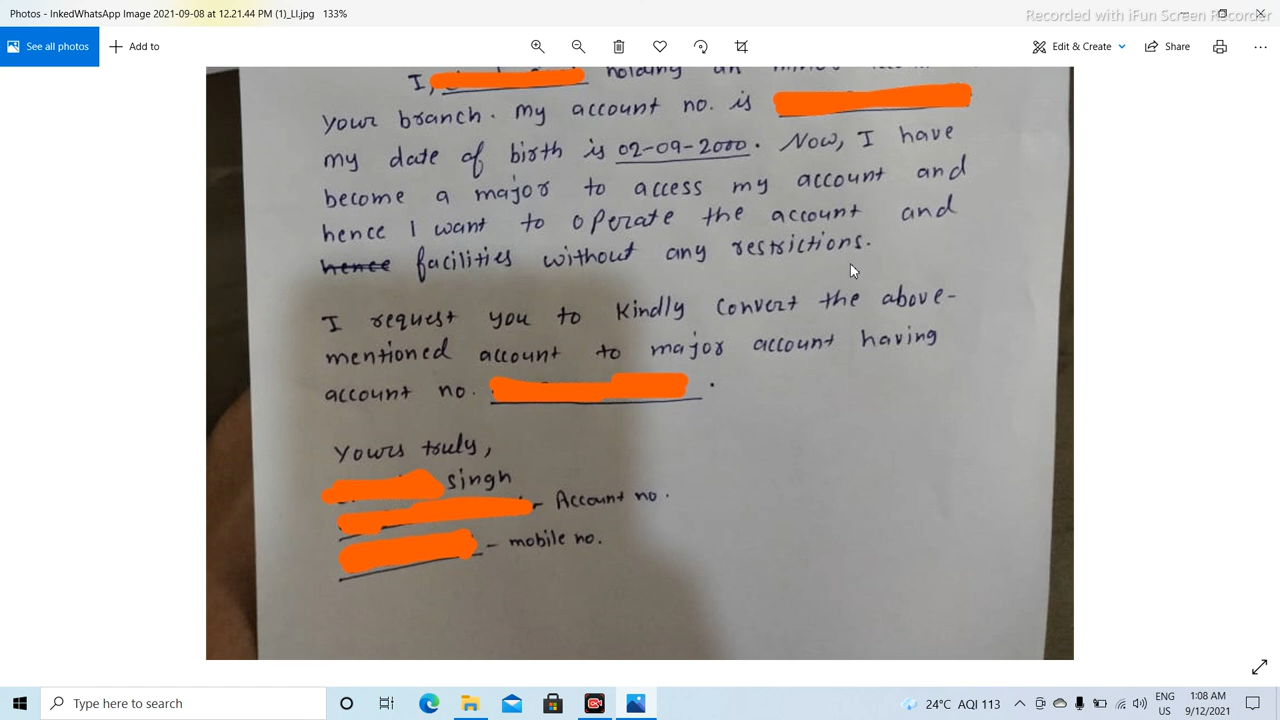 Photos - InkedWhatsApp Image 2021-09-08 at 12.21.44 PM (1)_LI.jpg 133%
Recorded with iFun Screen Recorder
See all photos Add to Edit & Create Share
I, holding an minor
your branch. My account no. is
my date of birth is 02-09-2000. Now, I have
become a major to access my account and
hence I want to operate the account and
hence facilities without any restrictions.
I request you to kindly convert the above-
mentioned account to major account having
account no. .
Yours truly,
singh
- Account no.
- mobile no.
Type here to search
24°C AQI 113
ENG
US
1:08 AM
9/12/2021